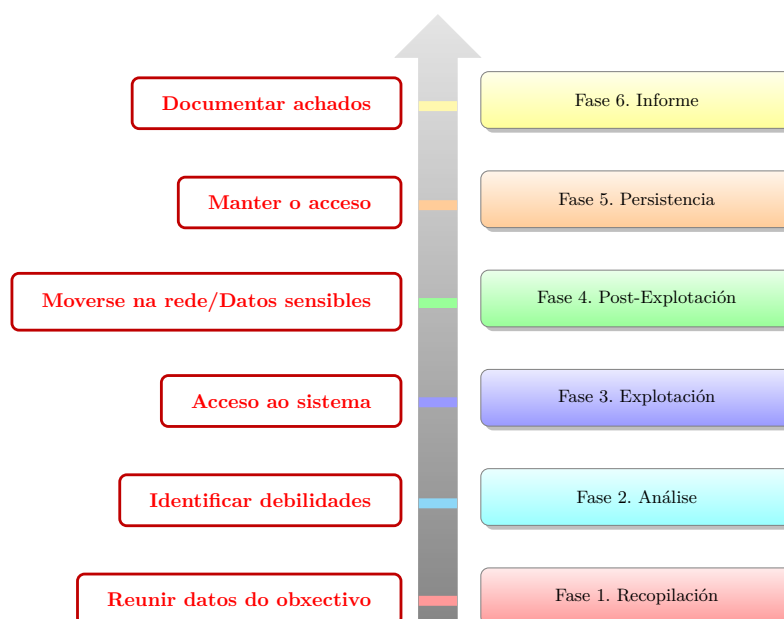 Documentar achados
Fase 6. Informe
Manter o acceso
Fase 5. Persistencia
Moverse na rede/Datos sensibles
Fase 4. Post-Explotación
Acceso ao sistema
Fase 3. Explotación
Identificar debilidades
Fase 2. Análise
Reunir datos do obxectivo
Fase 1. Recopilación